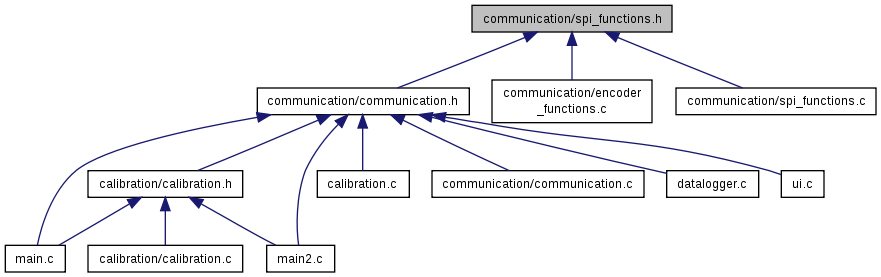 communication/spi_functions.h
communication/communication.h
communication/encoder
_functions.c
communication/spi_functions.c
calibration/calibration.h
calibration.c
communication/communication.c
datalogger.c
ui.c
main.c
calibration/calibration.c
main2.c